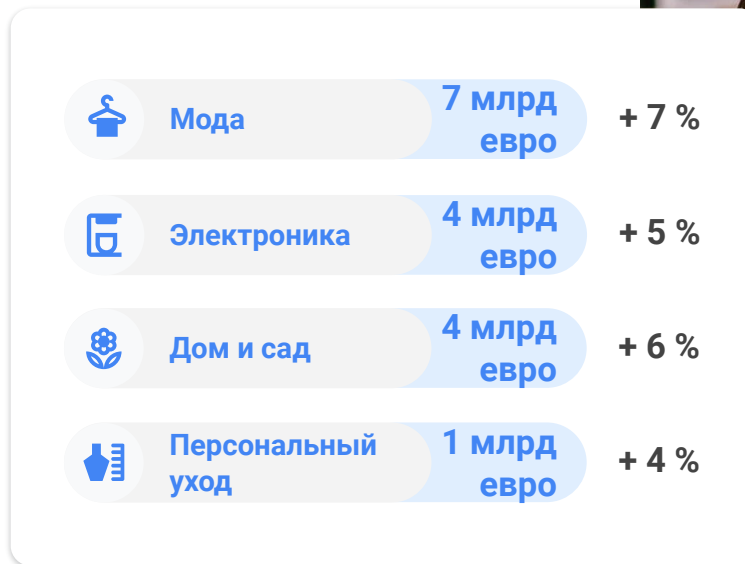 Мода
7 млрд
евро
+ 7 %
Электроника
4 млрд
евро
+ 5 %
Дом и сад
4 млрд
евро
+ 6 %
Персональный
уход
1 млрд
евро
+ 4 %